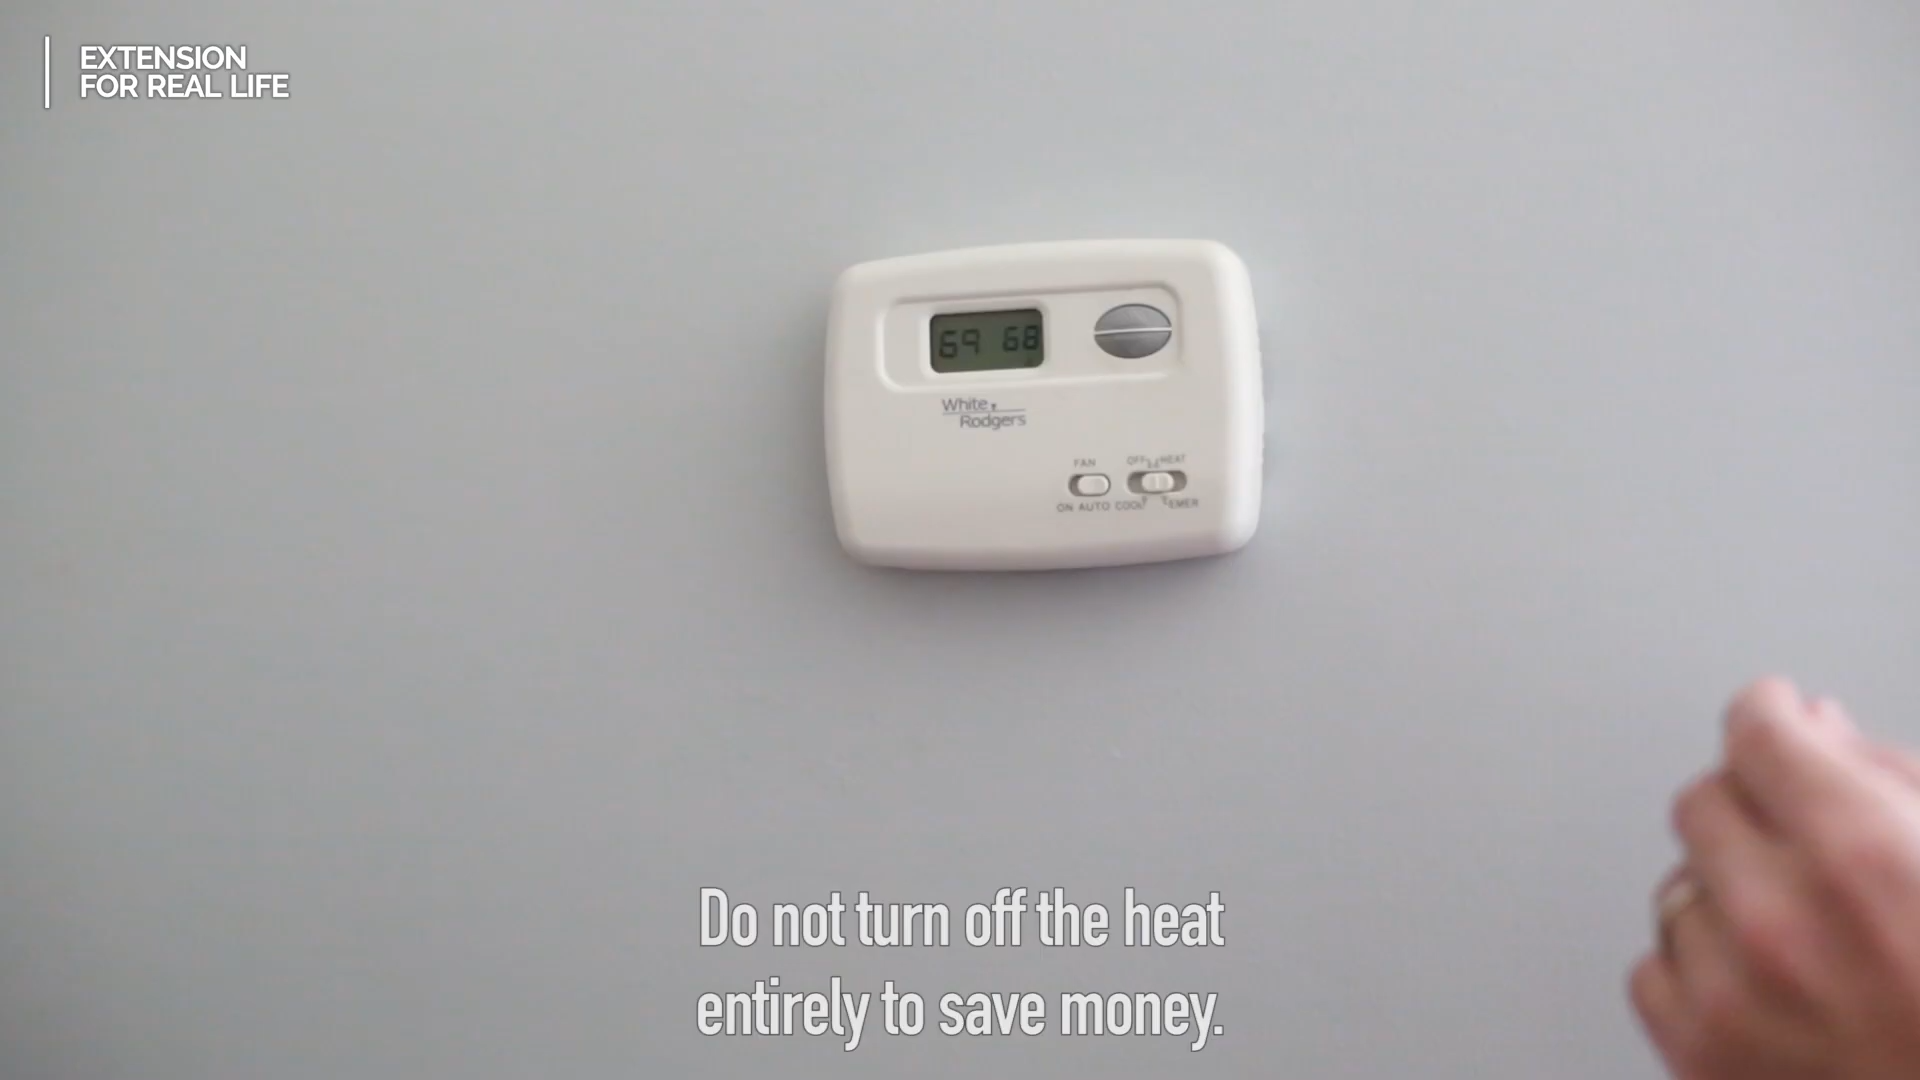 EXTENSION
FOR REAL LIFE
69 68
White
Rodgers
FAN
OFF HEAT
ON AUTO COOL EMER
Do not turn off the heat
entirely to save money.